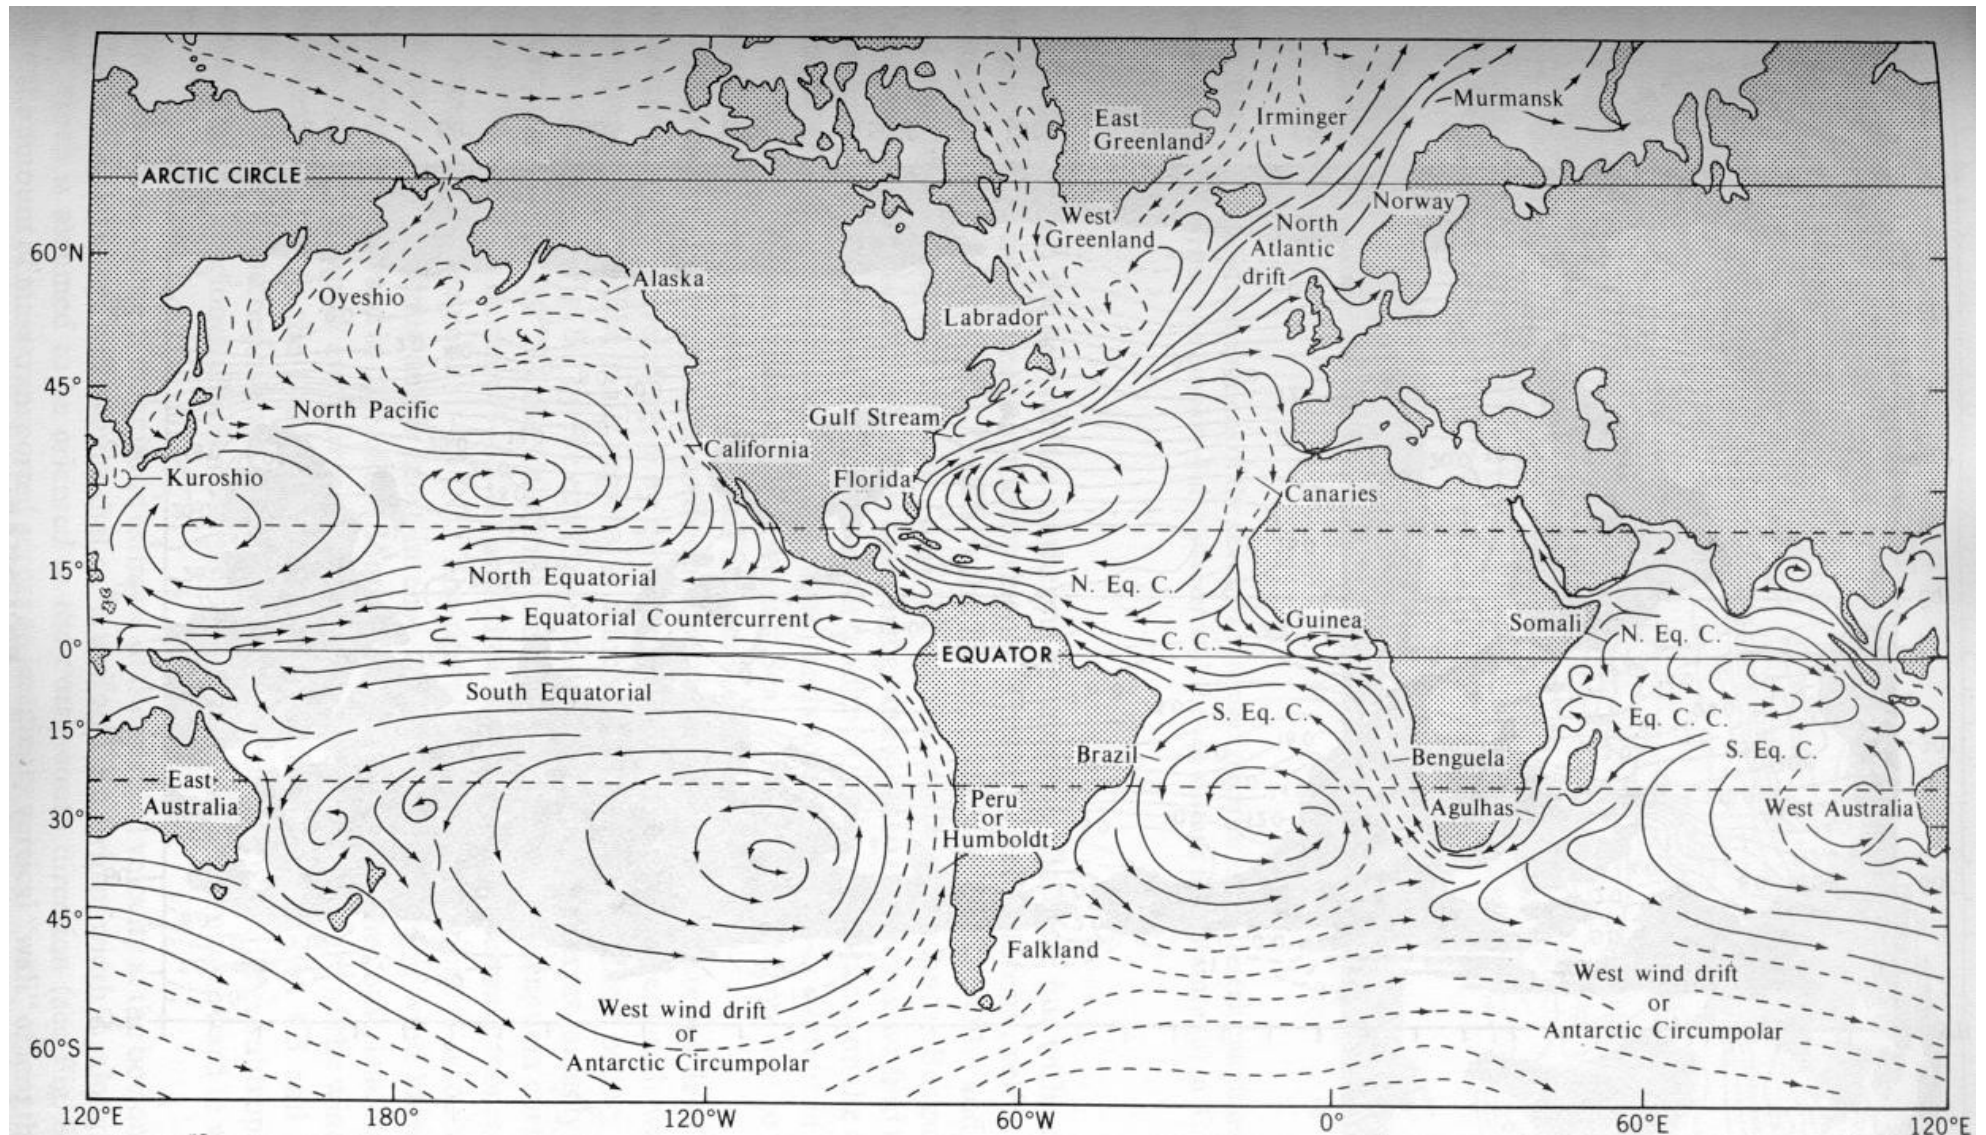 Murmansk
East
Greenland
Irminger
ARCTIC CIRCLE
Norway
West
Greenland
North
Atlantic
drift
60°N
Alaska
Oyeshio
Labrador
45°
North Pacific
Gulf Stream
California
Kuroshio
Florida
Canaries
15°
North Equatorial
N. Eq. C.
Equatorial Countercurrent
Guinea
Somali
N. Eq. C.
C. C.
0°
EQUATOR
South Equatorial
S. Eq. C.
Eq. C. C.
15°
Brazil
Benguela
S. Eq. C.
East
Australia
Peru
or
Humboldt
Agulhas
West Australia
30°
45°
Falkland
West wind drift
or
Antarctic Circumpolar
West wind drift
or
Antarctic Circumpolar
60°S
120°E
180°
120°W
60°W
0°
60°E
120°E